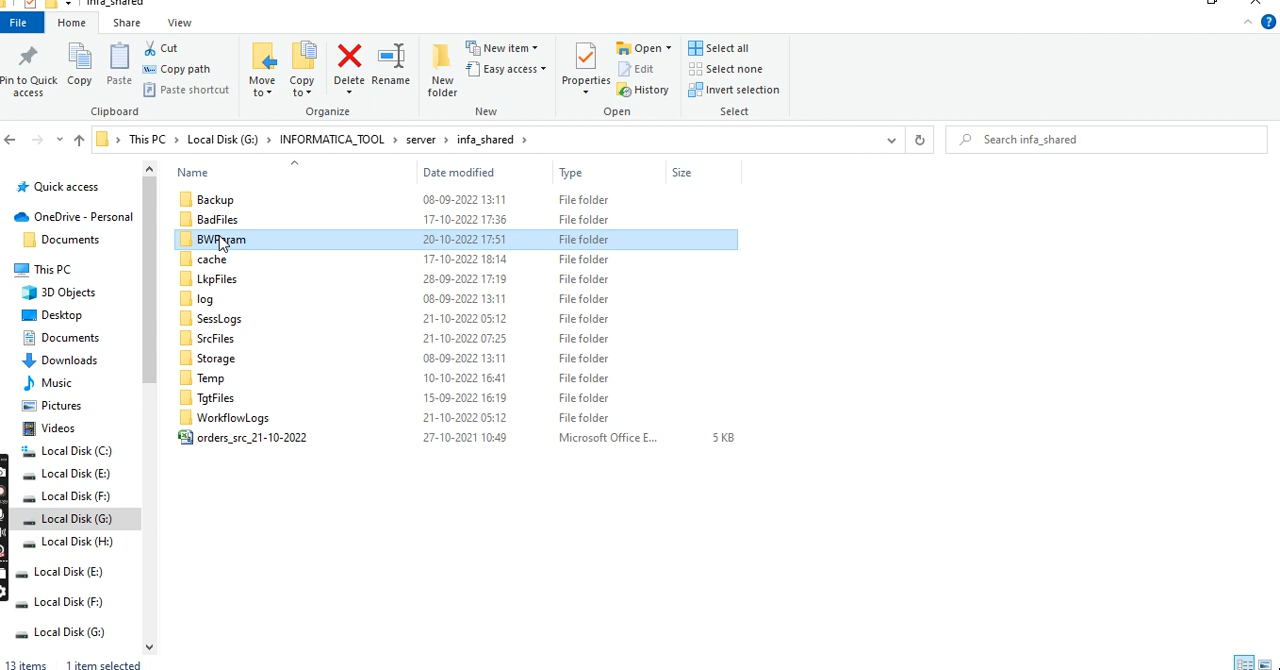 infa_shared
File Home Share View
Pin to Quick access
Copy
Paste
Cut
Copy path
Paste shortcut
Clipboard
Move to
Copy to
Delete
Rename
Organize
New folder
New item
Easy access
New
Properties
Open
Edit
History
Open
Select all
Select none
Invert selection
Select
This PC > Local Disk (G:) > INFORMATICA_TOOL > server > infa_shared >
Search infa_shared
Quick access
OneDrive - Personal
Documents
This PC
3D Objects
Desktop
Documents
Downloads
Music
Pictures
Videos
Local Disk (C:)
Local Disk (E:)
Local Disk (F:)
Local Disk (G:)
Local Disk (H:)
Local Disk (E:)
Local Disk (F:)
Local Disk (G:)
Name Date modified Type Size
Backup 08-09-2022 13:11 File folder
BadFiles 17-10-2022 17:36 File folder
BWParam 20-10-2022 17:51 File folder
cache 17-10-2022 18:14 File folder
LkpFiles 28-09-2022 17:19 File folder
log 08-09-2022 13:11 File folder
SessLogs 21-10-2022 05:12 File folder
SrcFiles 21-10-2022 07:25 File folder
Storage 08-09-2022 13:11 File folder
Temp 10-10-2022 16:41 File folder
TgtFiles 15-09-2022 16:19 File folder
WorkflowLogs 21-10-2022 05:12 File folder
orders_src_21-10-2022 27-10-2021 10:49 Microsoft Office E... 5 KB
13 items 1 item selected